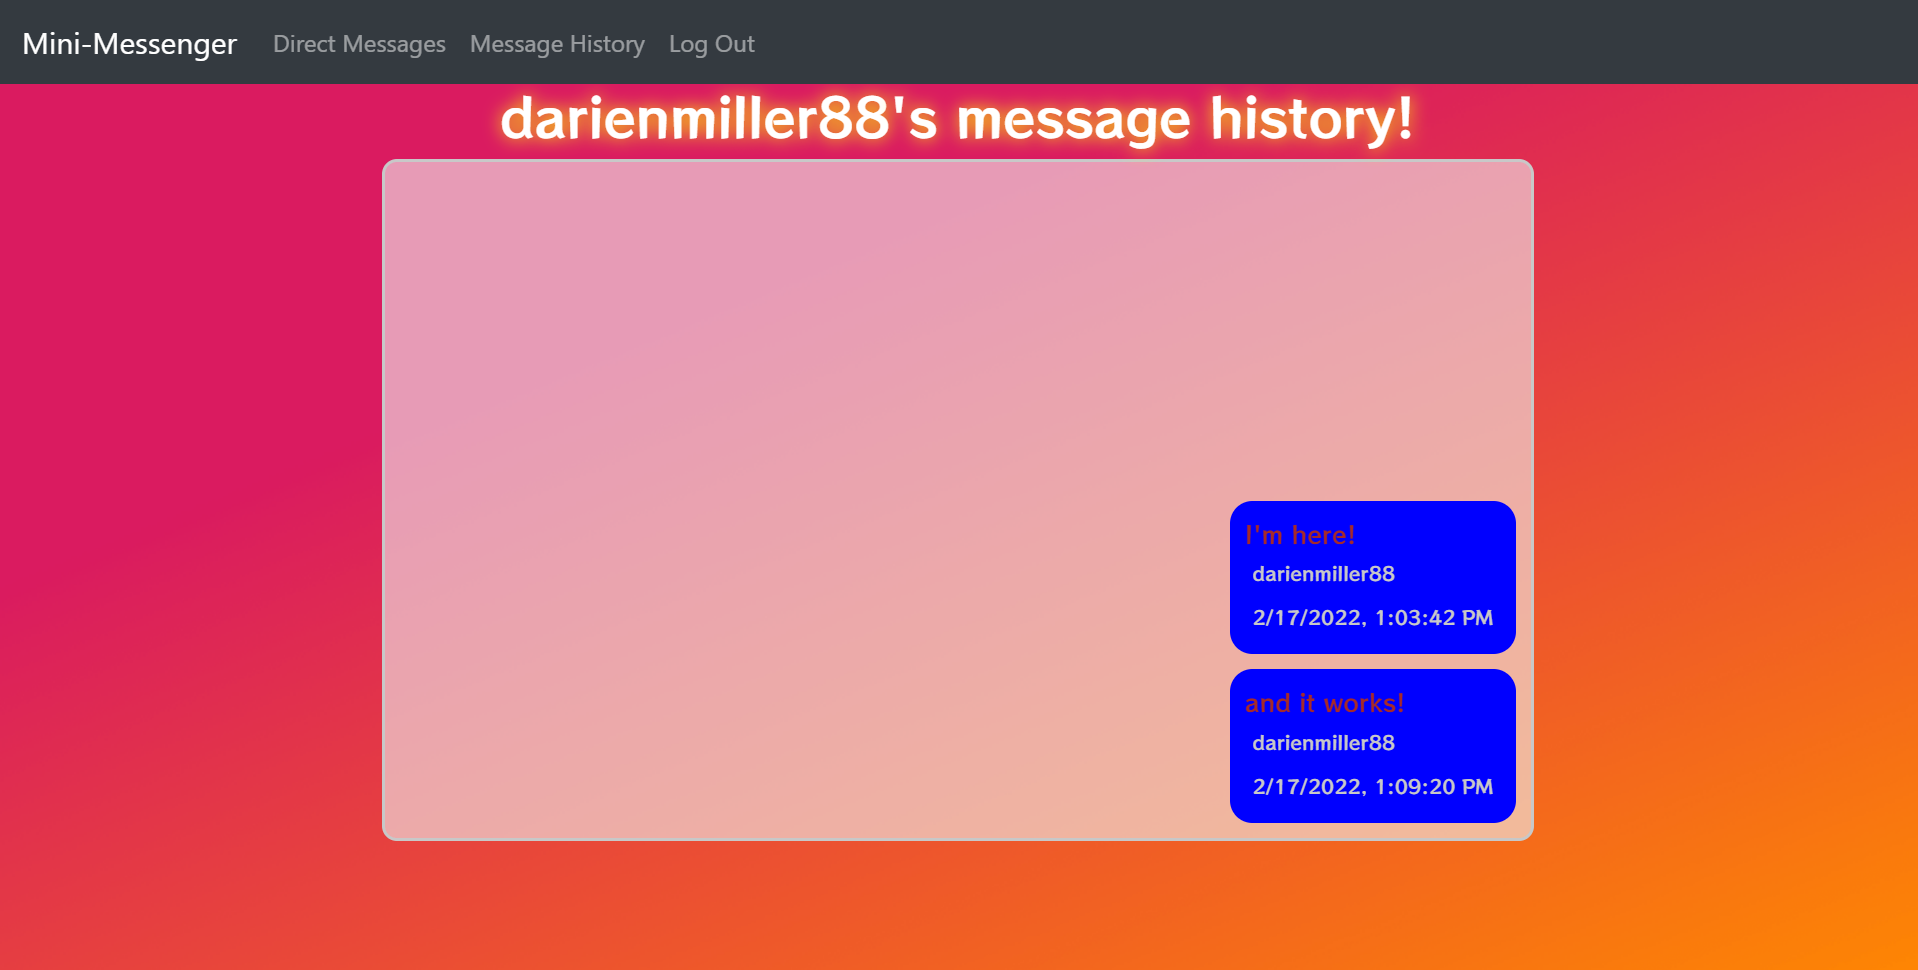 Mini-Messenger Direct Messages Message History Log Out
darienmiller88's message history!
I'm here!
darienmiller88
2/17/2022, 1:03:42 PM
and it works!
darienmiller88
2/17/2022, 1:09:20 PM